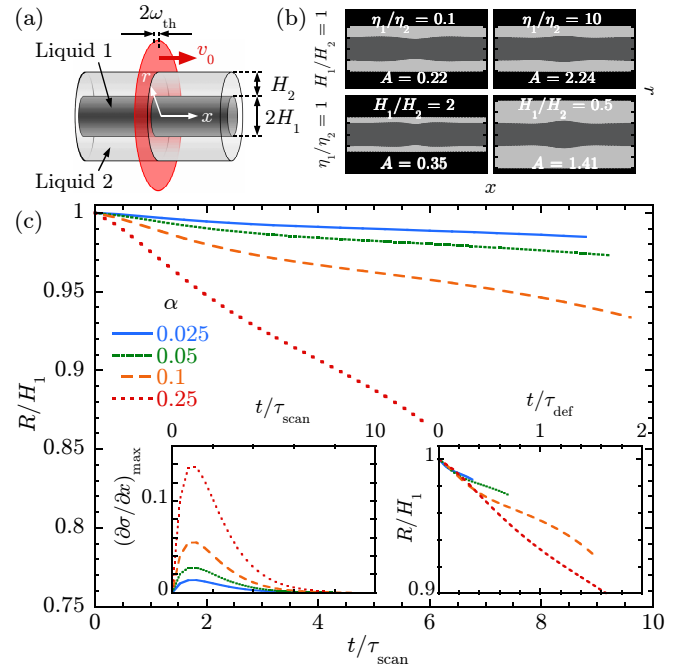 (a)
2ω_th
v_0
Liquid 1
r
x
H_2
2H_1
Liquid 2
(b)
H_1/H_2 = 1
η_1/η_2 = 0.1
A = 0.22
η_1/η_2 = 10
A = 2.24
η_1/η_2 = 1
H_1/H_2 = 2
A = 0.35
H_1/H_2 = 0.5
A = 1.41
r
x
(c)
R/H_1
1
0.95
0.9
0.85
0.8
0.75
0
2
4
6
8
10
t/τ_scan
α
0.025
0.05
0.1
0.25
t/τ_scan
0
10
(∂σ/∂x)_max
0.1
0
t/τ_def
0
1
2
R/H_1
1
0.9